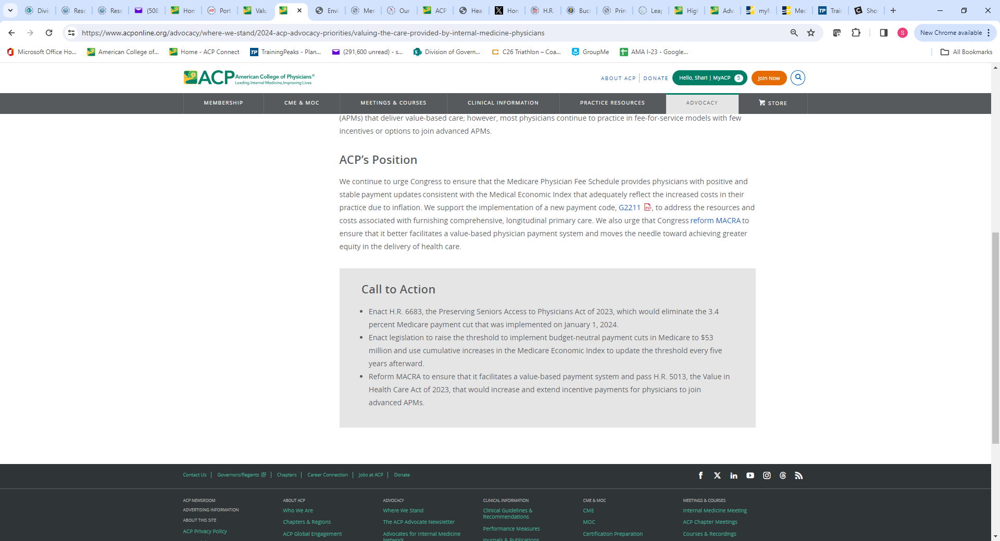 Divis
Resc
Resc
(508
Hom
Port
Valu
Envi
Mem
Our
ACP
Hea
Hon
H.R.
Bucs
Prin
Leap
High
Adv
myM
Med
Train
Sho
https://www.acponline.org/advocacy/where-we-stand/2024-acp-advocacy-priorities/valuing-the-care-provided-by-internal-medicine-physicians
S
New Chrome available
Microsoft Office Ho...
American College of...
Home - ACP Connect
TrainingPeaks - Plan...
(291,600 unread) - s...
Division of Govern...
C26 Triathlon – Coa...
GroupMe
AMA I-23 - Google...
All Bookmarks
ACP American College of Physicians®
Leading Internal Medicine, Improving Lives
ABOUT ACP
DONATE
Hello, Shari | MyACP 5
Join Now
MEMBERSHIP
CME & MOC
MEETINGS & COURSES
CLINICAL INFORMATION
PRACTICE RESOURCES
ADVOCACY
STORE
(APMs) that deliver value-based care; however, most physicians continue to practice in fee-for-service models with few
incentives or options to join advanced APMs.
ACP’s Position
We continue to urge Congress to ensure that the Medicare Physician Fee Schedule provides physicians with positive and
stable payment updates consistent with the Medical Economic Index that adequately reflect the increased costs in their
practice due to inflation. We support the implementation of a new payment code, G2211 PDF, to address the resources and
costs associated with furnishing comprehensive, longitudinal primary care. We also urge that Congress reform MACRA to
ensure that it better facilitates a value-based physician payment system and moves the needle toward achieving greater
equity in the delivery of health care.
Call to Action
• Enact H.R. 6683, the Preserving Seniors Access to Physicians Act of 2023, which would eliminate the 3.4
percent Medicare payment cut that was implemented on January 1, 2024.
• Enact legislation to raise the threshold to implement budget-neutral payment cuts in Medicare to $53
million and use cumulative increases in the Medicare Economic Index to update the threshold every five
years afterward.
• Reform MACRA to ensure that it facilitates a value-based payment system and pass H.R. 5013, the Value in
Health Care Act of 2023, that would increase and extend incentive payments for physicians to join
advanced APMs.
Contact Us
Governors/Regents
Chapters
Career Connection
Jobs at ACP
Donate
ACP NEWSROOM
ADVERTISING INFORMATION
ABOUT THIS SITE
ACP Privacy Policy
ABOUT ACP
Who We Are
Chapters & Regions
ACP Global Engagement
ADVOCACY
Where We Stand
The ACP Advocate Newsletter
Advocates for Internal Medicine
Network
CLINICAL INFORMATION
Clinical Guidelines &
Recommendations
Performance Measures
Journals & Publications
CME & MOC
CME
MOC
Certification Preparation
MEETINGS & COURSES
Internal Medicine Meeting
ACP Chapter Meetings
Courses & Recordings